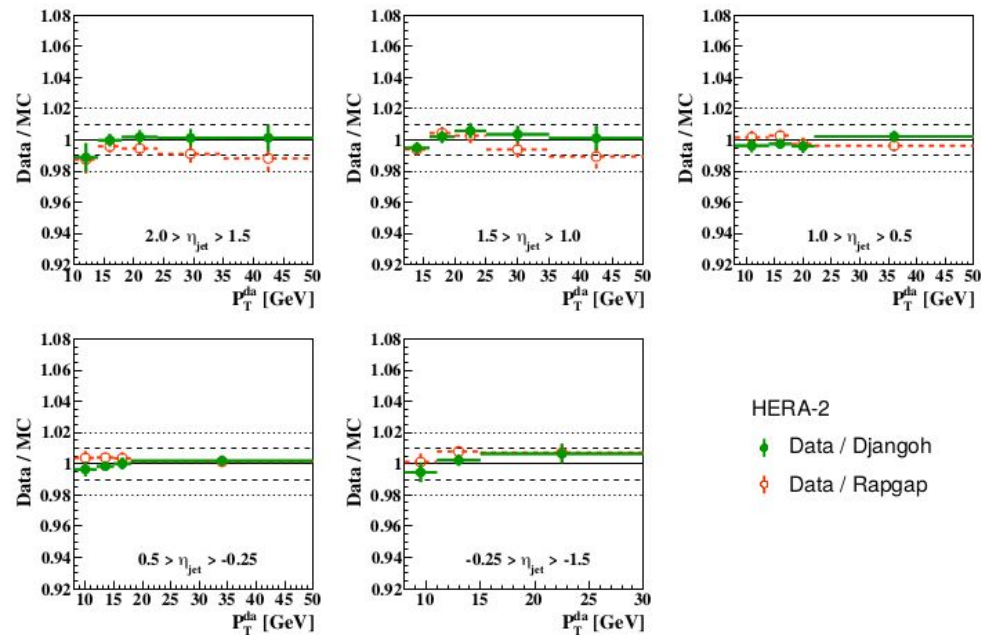 Data / MC
1.08
1.06
1.04
1.02
1
0.98
0.96
0.94
0.92
2.0 > η_jet > 1.5
10 15 20 25 30 35 40 45 50
P_T^da [GeV]
Data / MC
1.08
1.06
1.04
1.02
1
0.98
0.96
0.94
0.92
1.5 > η_jet > 1.0
15 20 25 30 35 40 45 50
P_T^da [GeV]
Data / MC
1.08
1.06
1.04
1.02
1
0.98
0.96
0.94
0.92
1.0 > η_jet > 0.5
10 15 20 25 30 35 40 45 50
P_T^da [GeV]
Data / MC
1.08
1.06
1.04
1.02
1
0.98
0.96
0.94
0.92
0.5 > η_jet > -0.25
10 15 20 25 30 35 40 45 50
P_T^da [GeV]
Data / MC
1.08
1.06
1.04
1.02
1
0.98
0.96
0.94
0.92
-0.25 > η_jet > -1.5
10 15 20 25 30
P_T^da [GeV]
HERA-2
Data / Djangoh
Data / Rapgap